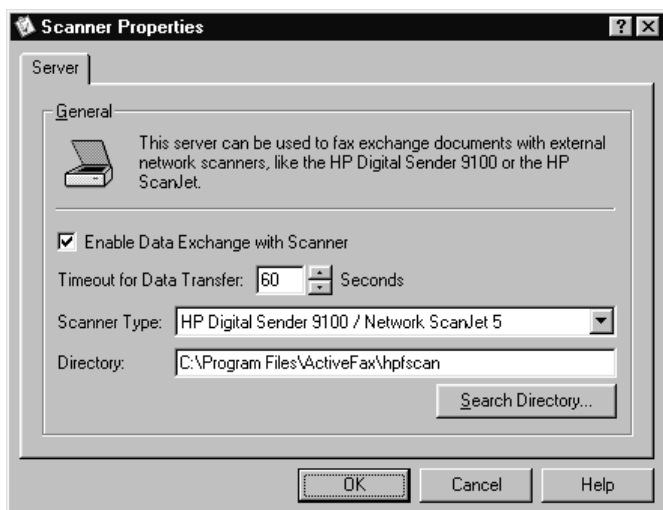 Scanner Properties
Server
General
This server can be used to fax exchange documents with external
network scanners, like the HP Digital Sender 9100 or the HP
ScanJet.
Enable Data Exchange with Scanner
Timeout for Data Transfer: 60 Seconds
Scanner Type: HP Digital Sender 9100 / Network ScanJet 5
Directory: C:\Program Files\ActiveFax\hpfscan
Search Directory...
OK Cancel Help